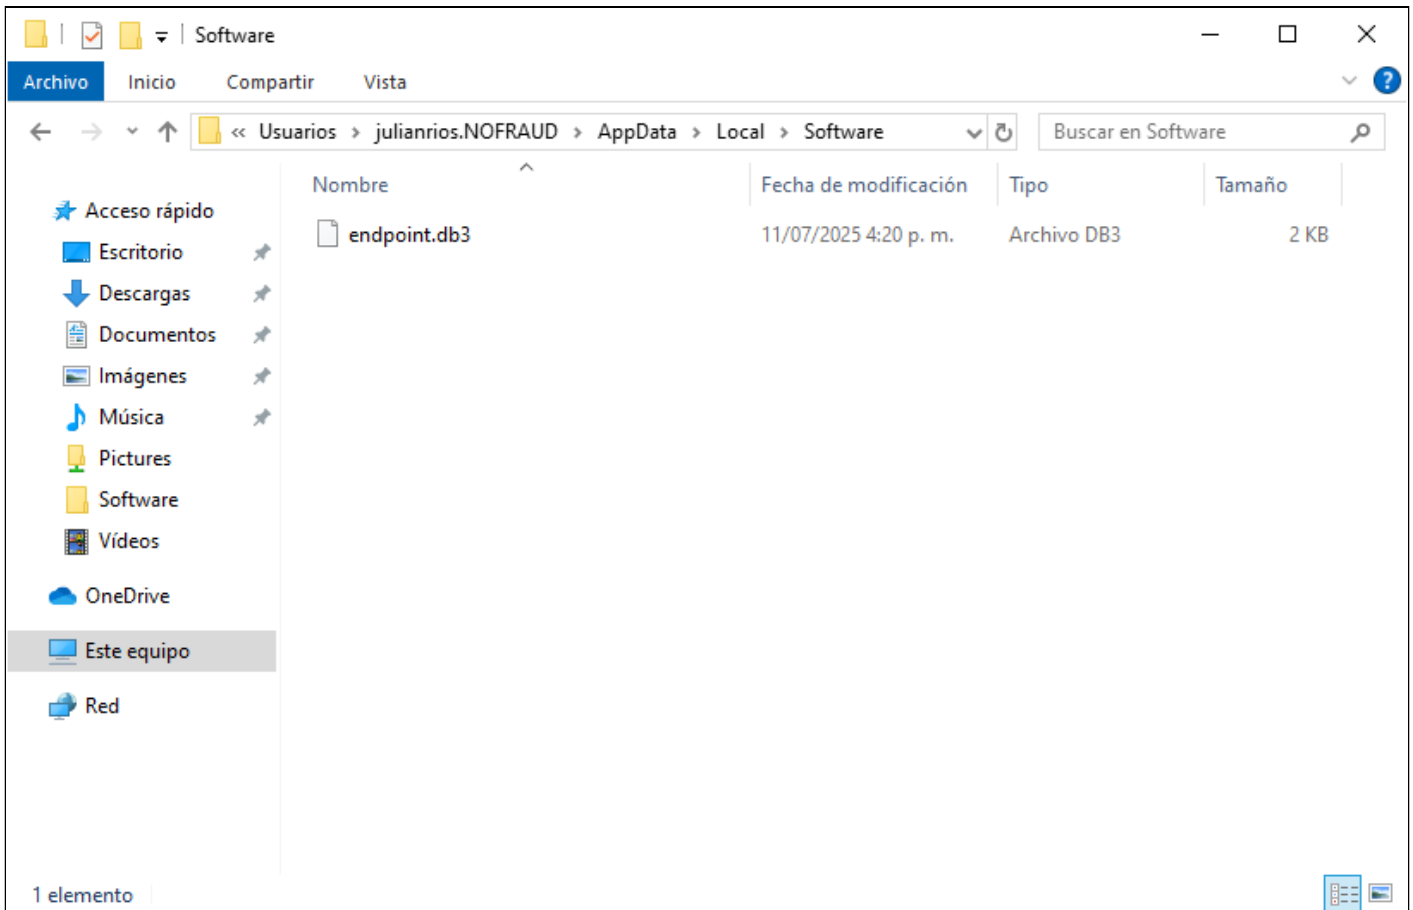 Software
Archivo Inicio Compartir Vista
« Usuarios > julianrios.NOFRAUD > AppData > Local > Software Buscar en Software
Nombre Fecha de modificación Tipo Tamaño
endpoint.db3 11/07/2025 4:20 p. m. Archivo DB3 2 KB
Acceso rápido
Escritorio
Descargas
Documentos
Imágenes
Música
Pictures
Software
Vídeos
OneDrive
Este equipo
Red
1 elemento